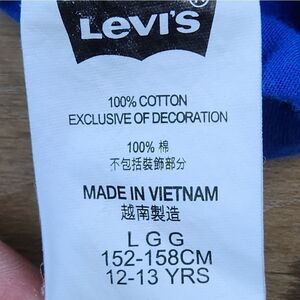 LEVI'S
®
100% COTTON
EXCLUSIVE OF DECORATION
100% 棉
不包括裝飾部分
MADE IN VIETNAM
越南製造
L G G
152-158CM
12-13 YRS